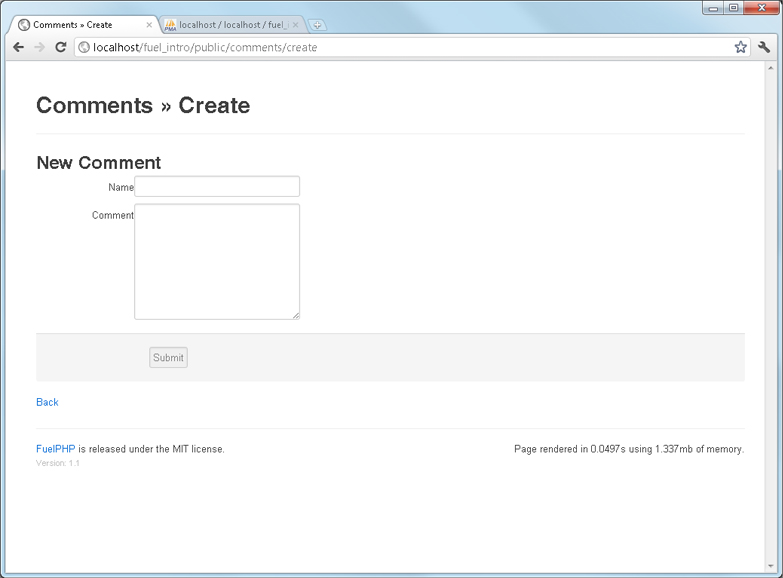 Comments » Create
localhost / localhost / fuel_i
localhost/fuel_intro/public/comments/create
Comments » Create
New Comment
Name
Comment
Submit
Back
FuelPHP is released under the MIT license.
Page rendered in 0.0497s using 1.337mb of memory.
Version: 1.1